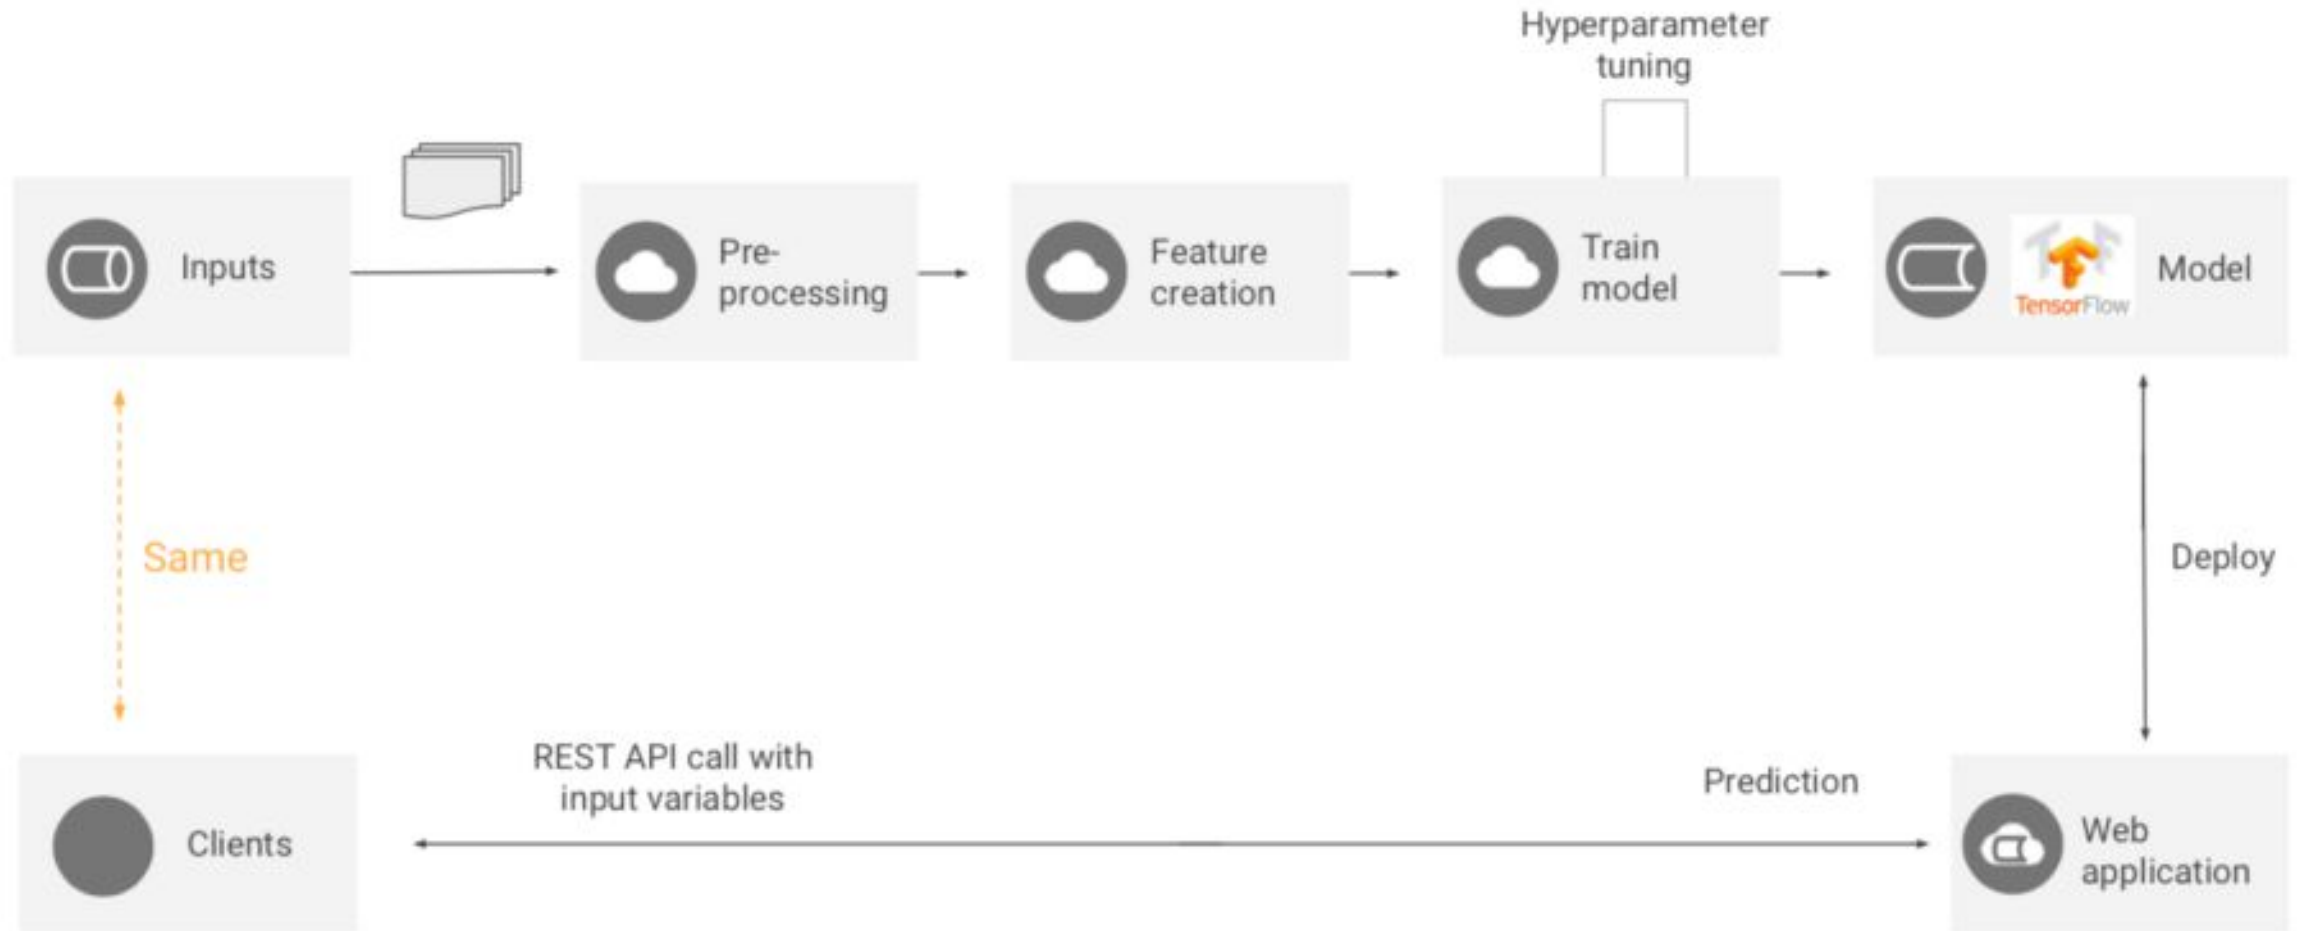 Hyperparameter
tuning
Inputs
Pre-
processing
Feature
creation
Train
model
TensorFlow
Model
Same
Deploy
REST API call with
input variables
Prediction
Clients
Web
application